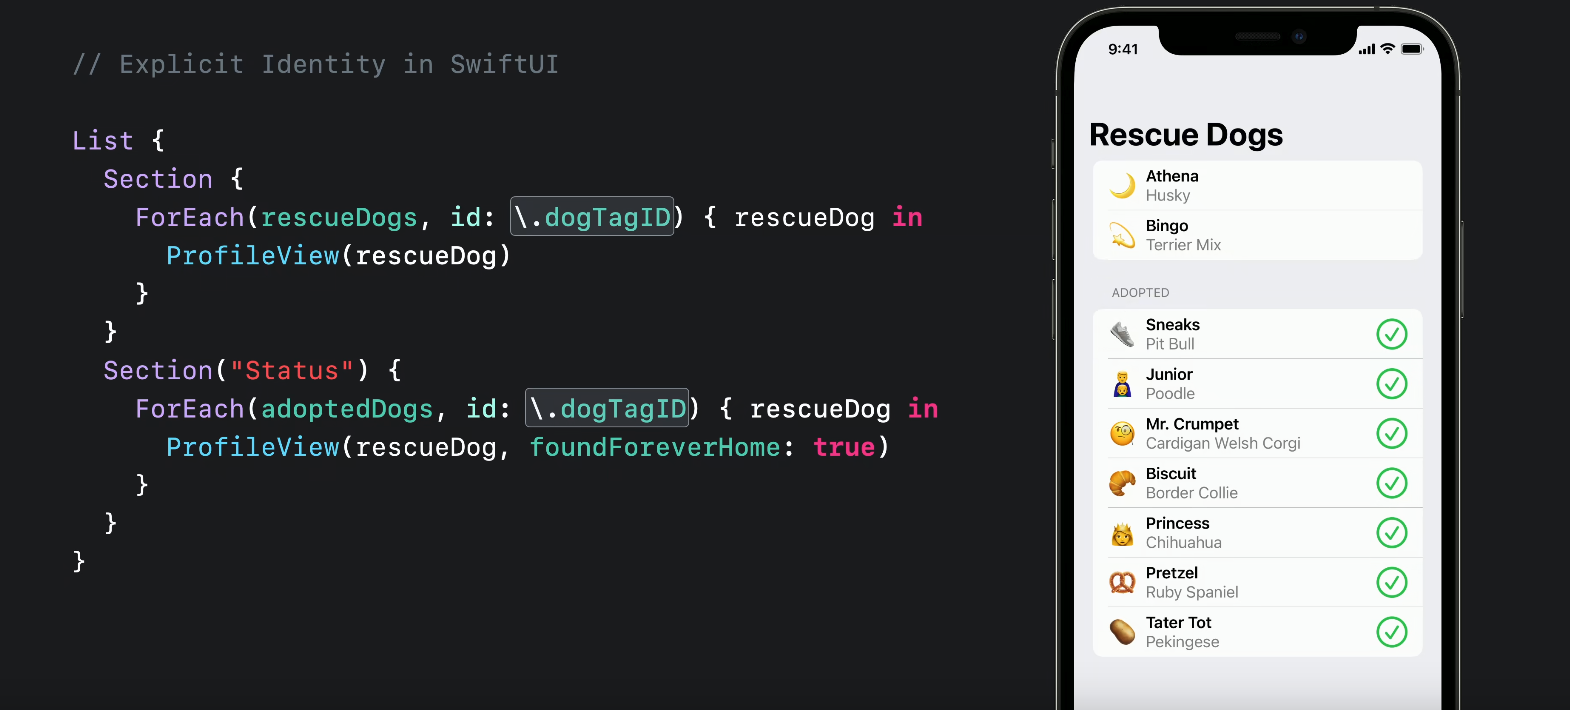 // Explicit Identity in SwiftUI
List {
Section {
ForEach(rescueDogs, id: \.dogTagID) { rescueDog in
ProfileView(rescueDog)
}
}
Section("Status") {
ForEach(adoptedDogs, id: \.dogTagID) { rescueDog in
ProfileView(rescueDog, foundForeverHome: true)
}
}
}
9:41
Rescue Dogs
Athena
Husky
Bingo
Terrier Mix
ADOPTED
Sneaks
Pit Bull
Junior
Poodle
Mr. Crumpet
Cardigan Welsh Corgi
Biscuit
Border Collie
Princess
Chihuahua
Pretzel
Ruby Spaniel
Tater Tot
Pekingese